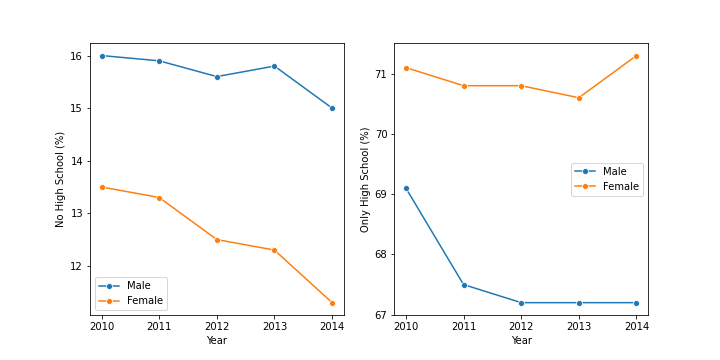 No High School (%)
16
15
14
13
12
2010 2011 2012 2013 2014
Year
Male
Female
Only High School (%)
71
70
69
68
67
2010 2011 2012 2013 2014
Year
Male
Female